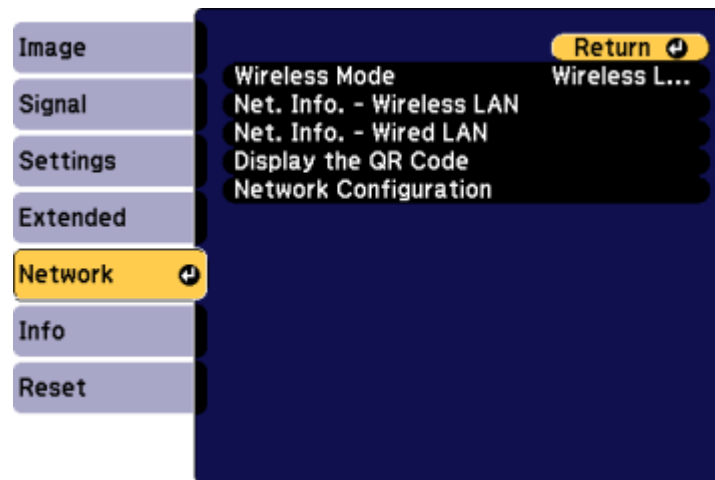 Image
Signal
Settings
Extended
Network
Info
Reset
Return
Wireless Mode Wireless L...
Net. Info. - Wireless LAN
Net. Info. - Wired LAN
Display the QR Code
Network Configuration